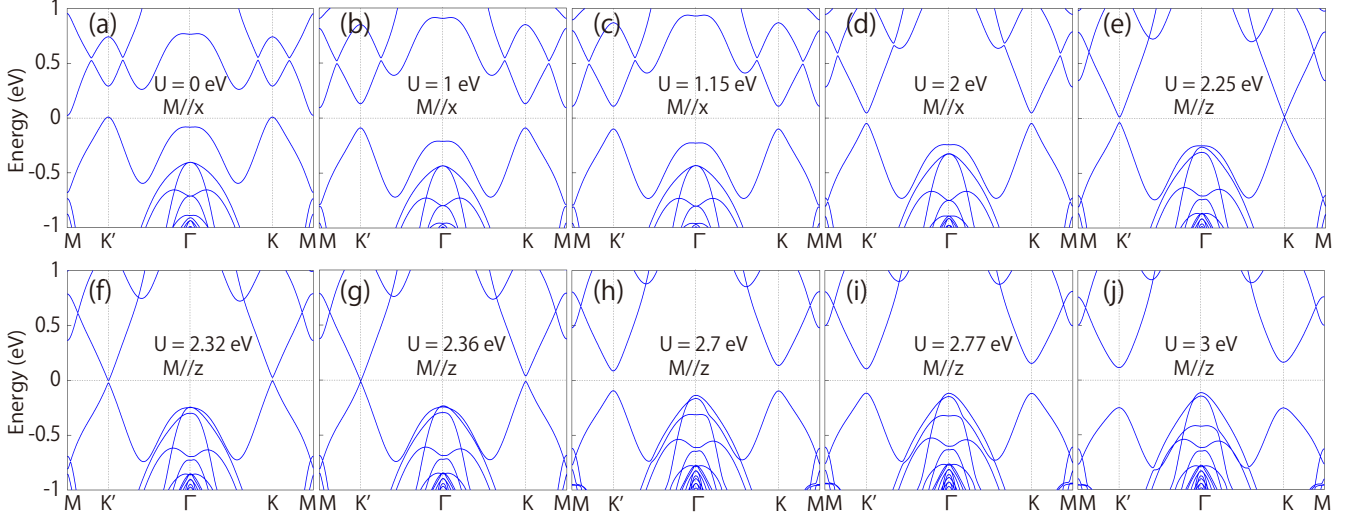 (a) (b) (c) (d) (e)
1 0.5 0 -0.5 -1
Energy (eV)
U = 0 eV
M//x
U = 1 eV
M//x
U = 1.15 eV
M//x
U = 2 eV
M//x
U = 2.25 eV
M//z
M K′ Γ K M K′ Γ K M K′ Γ K M K′ Γ K M K′ Γ K M
(f) (g) (h) (i) (j)
1 0.5 0 -0.5 -1
Energy (eV)
U = 2.32 eV
M//z
U = 2.36 eV
M//z
U = 2.7 eV
M//z
U = 2.77 eV
M//z
U = 3 eV
M//z
M K′ Γ K M K′ Γ K M K′ Γ K M K′ Γ K M K′ Γ K M